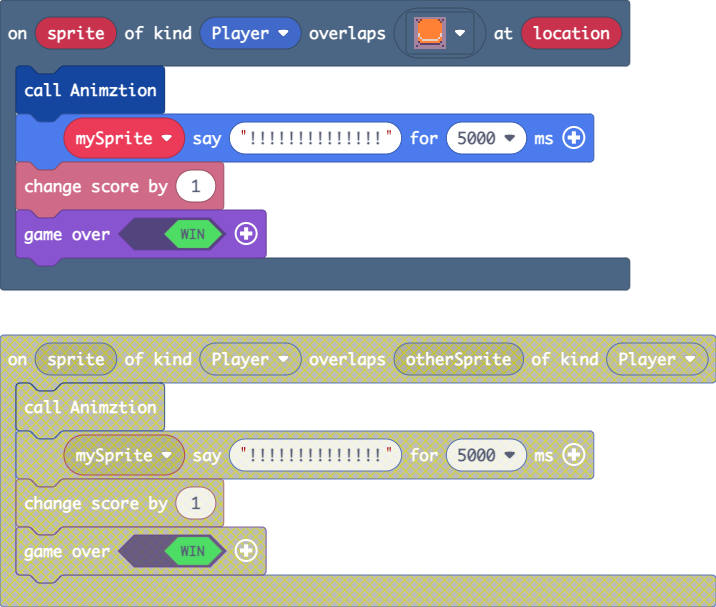 on sprite of kind Player overlaps at location
call Animztion
mySprite say "!!!!!!!!!!!!!!" for 5000 ms
change score by 1
game over WIN
on sprite of kind Player overlaps otherSprite of kind Player
call Animztion
mySprite say "!!!!!!!!!!!!!!" for 5000 ms
change score by 1
game over WIN